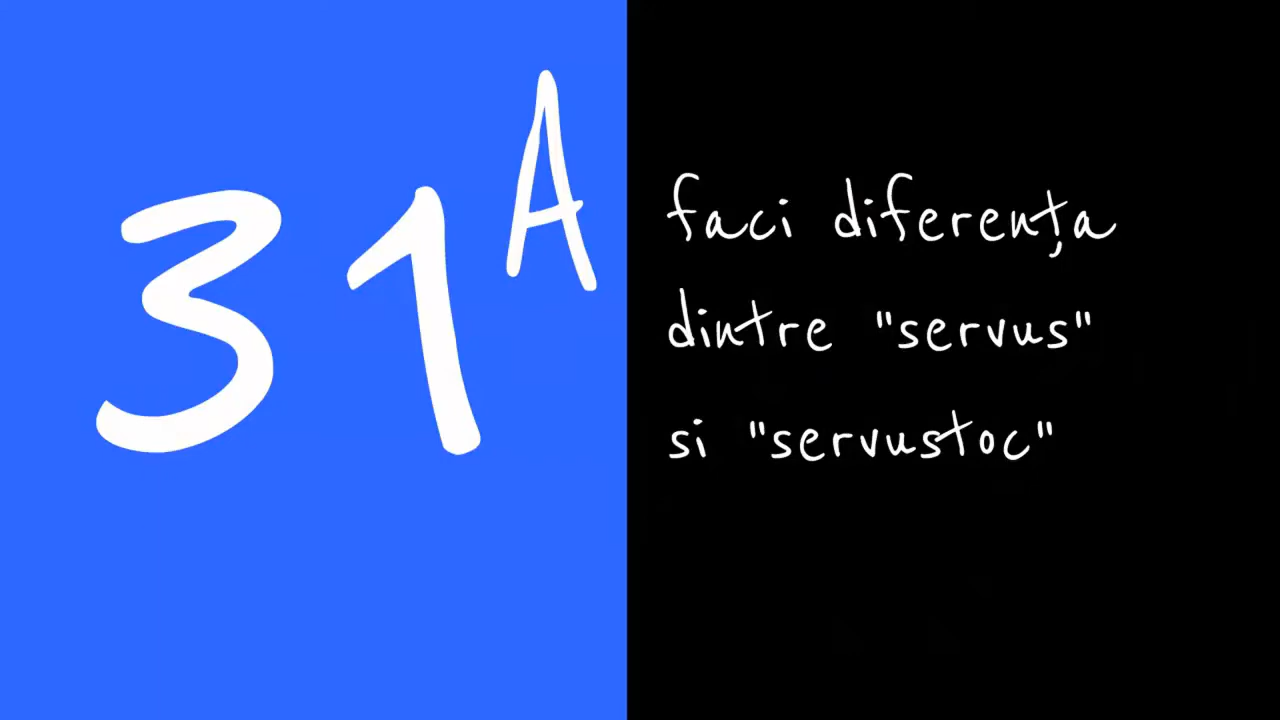 31A
faci diferența
dintre "servus"
si "servustoc"